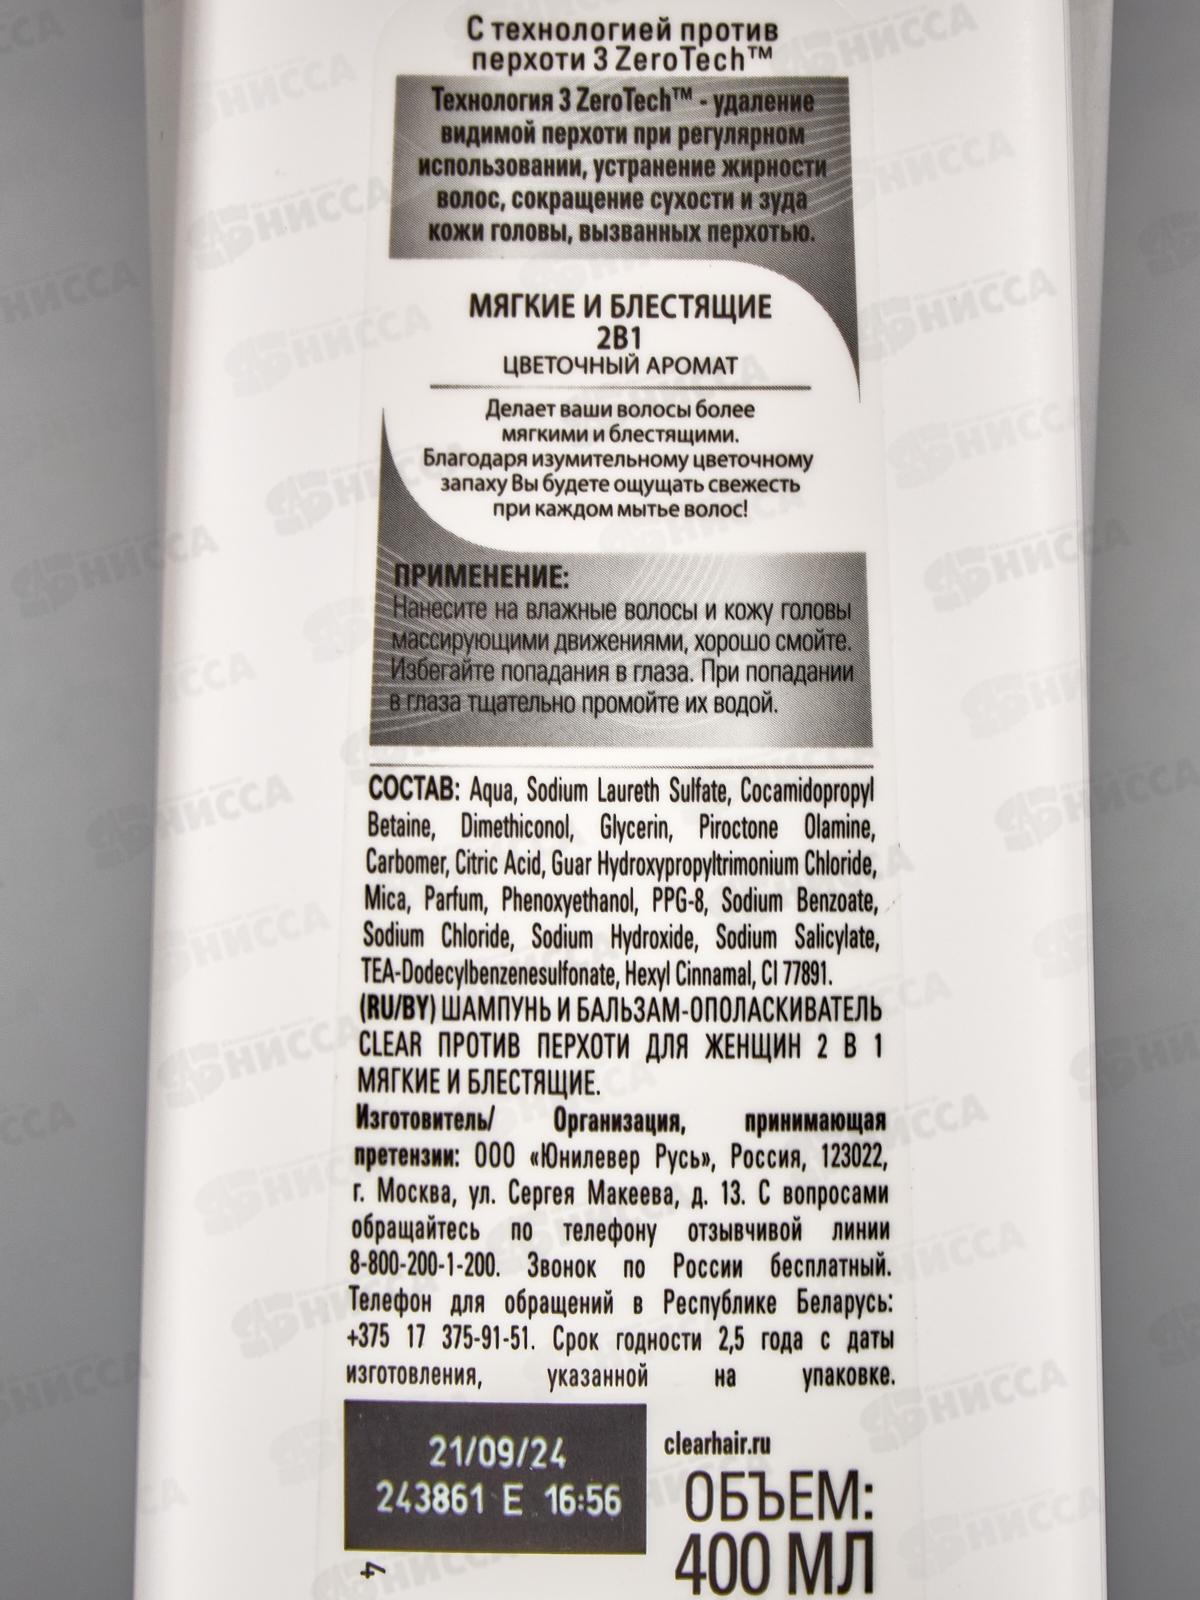 С технологией против
перхоти 3 ZeroTech™
Технология 3 ZeroTech™ - удаление
видимой перхоти при регулярном
использовании, устранение жирности
волос, сокращение сухости и зуда
кожи головы, вызванных перхотью.
МЯГКИЕ И БЛЕСТЯЩИЕ
2В1
ЦВЕТОЧНЫЙ АРОМАТ
Делает ваши волосы более
мягкими и блестящими.
Благодаря изумительному цветочному
запаху Вы будете ощущать свежесть
при каждом мытье волос!
ПРИМЕНЕНИЕ:
Нанесите на влажные волосы и кожу головы
массирующими движениями, хорошо смойте.
Избегайте попадания в глаза. При попадании
в глаза тщательно промойте их водой.
СОСТАВ: Aqua, Sodium Laureth Sulfate, Cocamidopropyl
Betaine, Dimethiconol, Glycerin, Piroctone Olamine,
Carbomer, Citric Acid, Guar Hydroxypropyltrimonium Chloride,
Mica, Parfum, Phenoxyethanol, PPG-8, Sodium Benzoate,
Sodium Chloride, Sodium Hydroxide, Sodium Salicylate,
TEA-Dodecylbenzenesulfonate, Hexyl Cinnamal, CI 77891.
(RU/BY) ШАМПУНЬ И БАЛЬЗАМ-ОПОЛАСКИВАТЕЛЬ
CLEAR ПРОТИВ ПЕРХОТИ ДЛЯ ЖЕНЩИН 2 В 1
МЯГКИЕ И БЛЕСТЯЩИЕ.
Изготовитель/ Организация, принимающая
претензии: ООО «Юнилевер Русь», Россия, 123022,
г. Москва, ул. Сергея Макеева, д. 13. С вопросами
обращайтесь по телефону отзывчивой линии
8-800-200-1-200. Звонок по России бесплатный.
Телефон для обращений в Республике Беларусь:
+375 17 375-91-51. Срок годности 2,5 года с даты
изготовления, указанной на упаковке.
21/09/24
243861 E 16:56
clearhair.ru
ОБЪЕМ:
400 МЛ
4